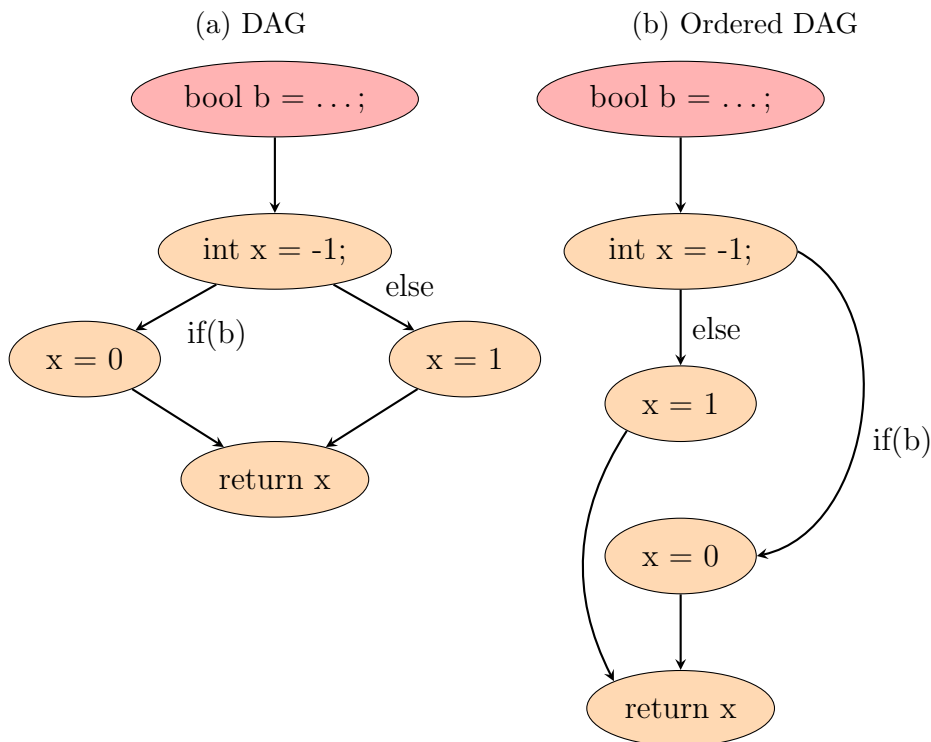 (a) DAG
bool b = ...;
int x = -1;
if(b)
else
x = 0
x = 1
return x
(b) Ordered DAG
bool b = ...;
int x = -1;
else
x = 1
if(b)
x = 0
return x